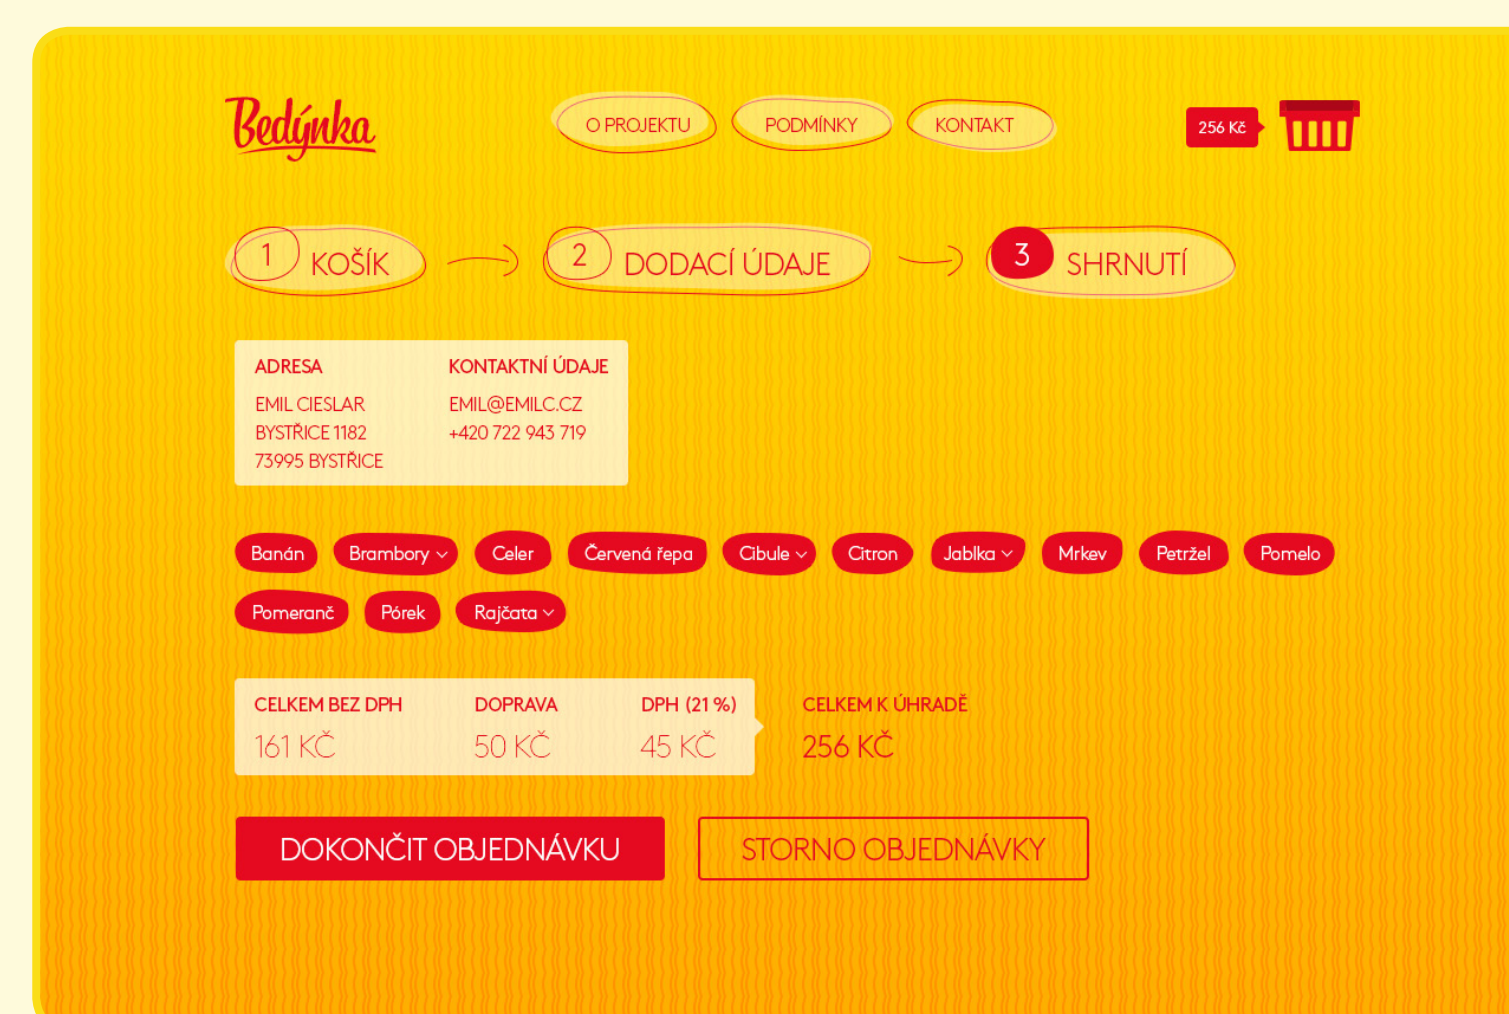 Bedýnka
O PROJEKTU
PODMÍNKY
KONTAKT
256 Kč
1 KOŠÍK
2 DODACÍ ÚDAJE
3 SHRNUTÍ
ADRESA
EMIL CIESLAR
BYSTŘICE 1182
73995 BYSTŘICE
KONTAKTNÍ ÚDAJE
EMIL@EMILC.CZ
+420 722 943 719
Banán Brambory Celer Červená řepa Cibule Citron Jablka Mrkev Petržel Pomelo
Pomeranč Pórek Rajčata
CELKEM BEZ DPH
161 KČ
DOPRAVA
50 KČ
DPH (21 %)
45 KČ
CELKEM K ÚHRADĚ
256 KČ
DOKONČIT OBJEDNÁVKU
STORNO OBJEDNÁVKY